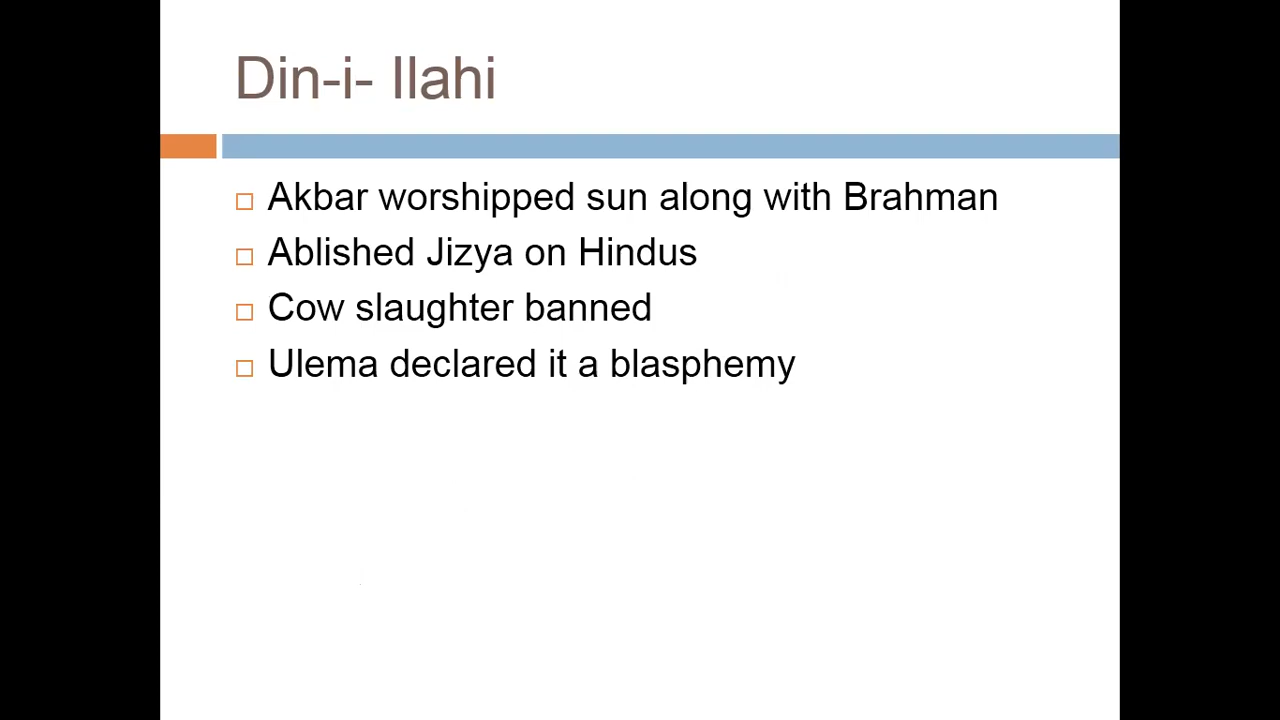 Din-i- Ilahi
Akbar worshipped sun along with Brahman
Ablished Jizya on Hindus
Cow slaughter banned
Ulema declared it a blasphemy